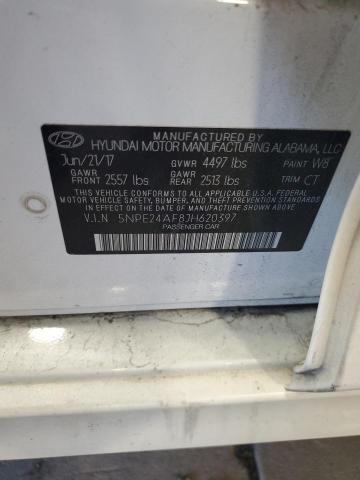 MANUFACTURED BY
HYUNDAI MOTOR MANUFACTURING ALABAMA, LLC
Jun/21/17 GVWR 4497 lbs PAINT W8
GAWR FRONT 2557 lbs GAWR REAR 2513 lbs TRIM CT
THIS VEHICLE CONFORMS TO ALL APPLICABLE U.S.A. FEDERAL
MOTOR VEHICLE SAFETY, BUMPER, AND THEFT PREVENTION
STANDARDS IN EFFECT ON THE DATE OF MANUFACTURE SHOWN ABOVE.
V.I.N 5NPE24AF8JH620397
PASSENGER CAR